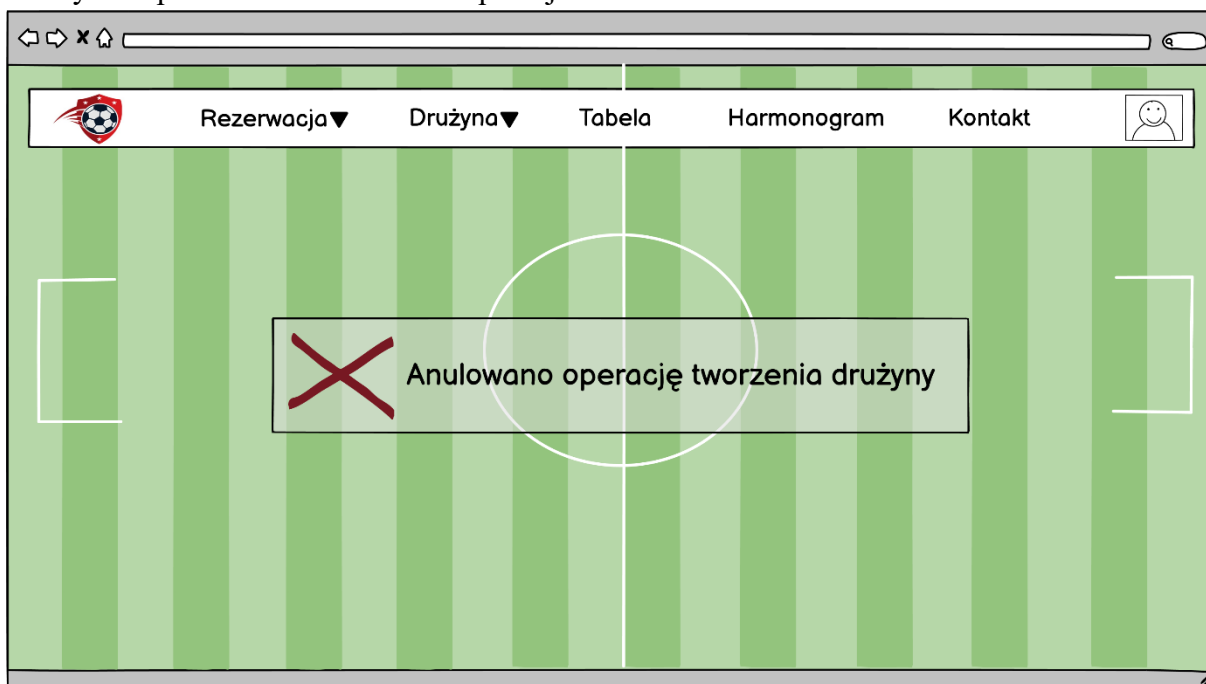 Rezerwacja▼ Drużyna▼ Tabela Harmonogram Kontakt
Anulowano operację tworzenia drużyny